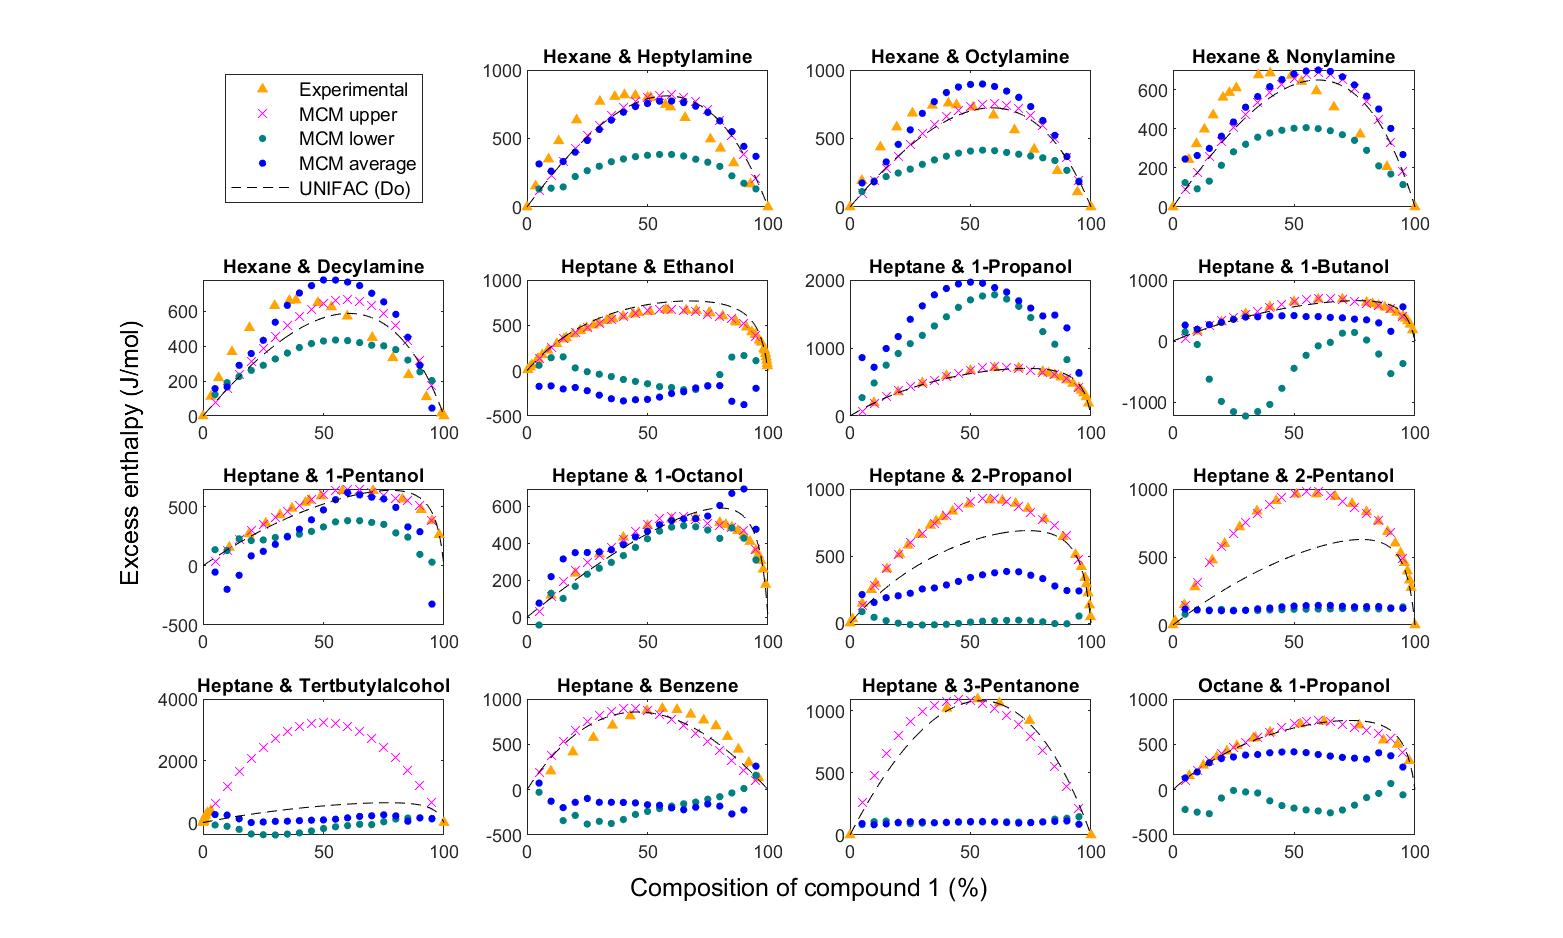 Experimental
MCM upper
MCM lower
MCM average
UNIFAC (Do)
Hexane & Heptylamine
1000
500
0
0 50 100
Hexane & Octylamine
1000
500
0
0 50 100
Hexane & Nonylamine
600
400
200
0
0 50 100
Hexane & Decylamine
600
400
200
0
0 50 100
Heptane & Ethanol
1000
500
0
-500
0 50 100
Heptane & 1-Propanol
2000
1000
0
0 50 100
Heptane & 1-Butanol
1000
0
-1000
0 50 100
Heptane & 1-Pentanol
500
0
-500
0 50 100
Heptane & 1-Octanol
600
400
200
0
0 50 100
Heptane & 2-Propanol
1000
500
0
0 50 100
Heptane & 2-Pentanol
1000
500
0
0 50 100
Heptane & Tertbutylalcohol
4000
2000
0
0 50 100
Heptane & Benzene
1000
500
0
-500
0 50 100
Heptane & 3-Pentanone
1000
500
0
0 50 100
Octane & 1-Propanol
1000
500
0
-500
0 50 100
Excess enthalpy (J/mol)
Composition of compound 1 (%)